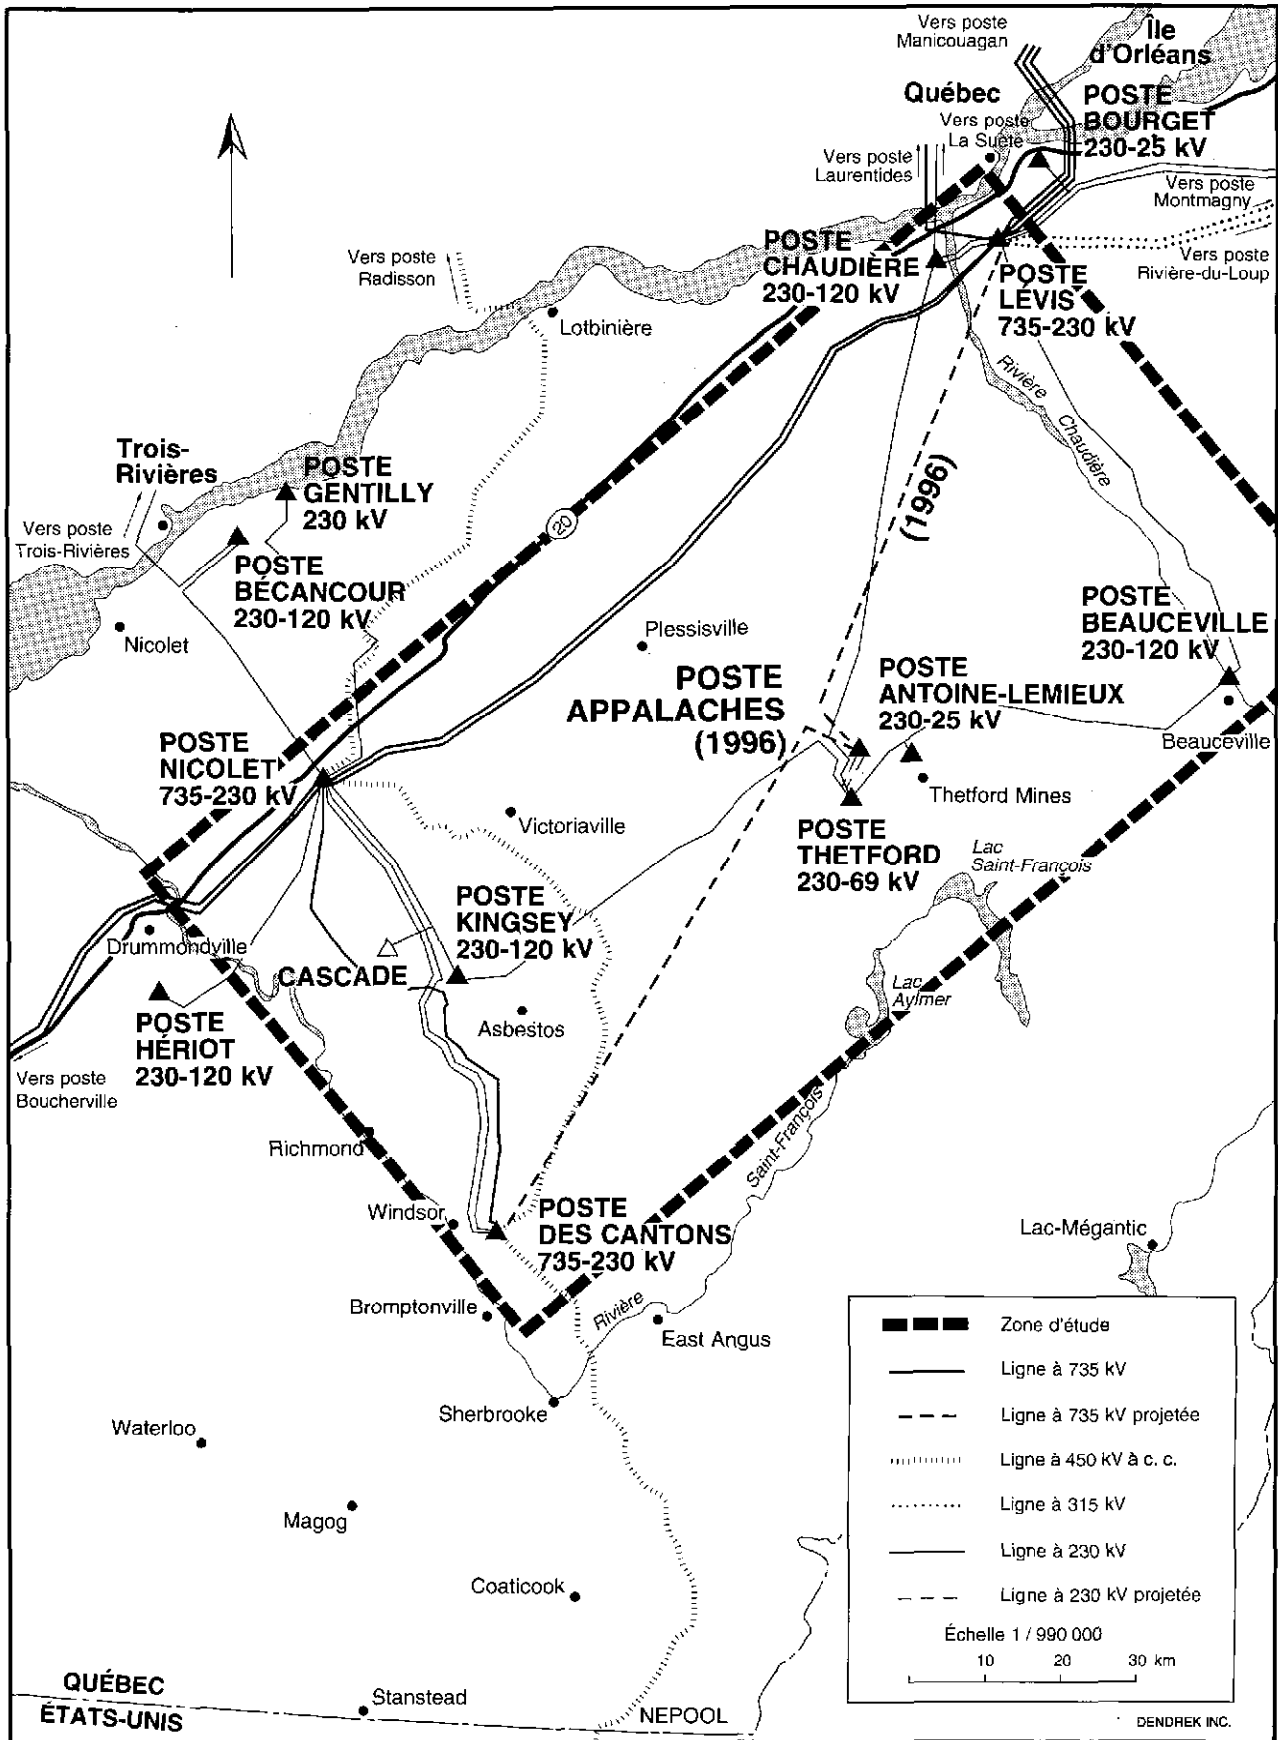 Vers poste
Manicouagan
Île
d'Orléans
Québec
POSTE
BOURGET
230-25 kV
Vers poste
La Suète
Vers poste
Laurentides
Vers poste
Montmagny
Vers poste
Rivière-du-Loup
POSTE
CHAUDIÈRE
230-120 kV
POSTE
LÉVIS
735-230 kV
Vers poste
Radisson
Lotbinière
Rivière
Chaudière
Trois-
Rivières
POSTE
GENTILLY
230 kV
20
(1996)
Vers poste
Trois-Rivières
POSTE
BÉCANCOUR
230-120 kV
POSTE
BEAUCEVILLE
230-120 kV
Nicolet
Plessisville
POSTE
APPALACHES
(1996)
POSTE
ANTOINE-LEMIEUX
230-25 kV
Beauceville
POSTE
NICOLET
735-230 kV
Victoriaville
Thetford Mines
POSTE
THETFORD
230-69 kV
Lac
Saint-François
POSTE
KINGSEY
230-120 kV
Drummondville
CASCADE
Lac
Aylmer
Asbestos
POSTE
HÉRIOT
230-120 kV
Vers poste
Boucherville
Richmond
Saint-François
Windsor
POSTE
DES CANTONS
735-230 kV
Lac-Mégantic
Bromptonville
Rivière
East Angus
Sherbrooke
Waterloo
Magog
Coaticook
Zone d'étude
Ligne à 735 kV
Ligne à 735 kV projetée
Ligne à 450 kV à c. c.
Ligne à 315 kV
Ligne à 230 kV
Ligne à 230 kV projetée
Échelle 1 / 990 000
10 20 30 km
QUÉBEC
ÉTATS-UNIS
Stanstead
NEPOOL
DENDREK INC.